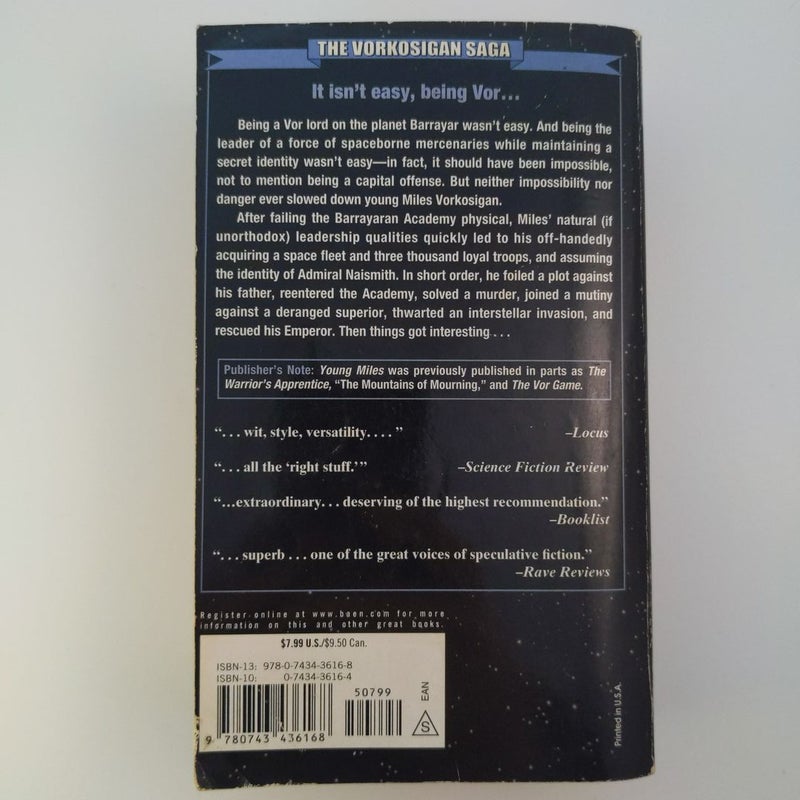 THE VORKOSIGAN SAGA
It isn't easy, being Vor...
Being a Vor lord on the planet Barrayar wasn't easy. And being the
leader of a force of spaceborne mercenaries while maintaining a
secret identity wasn't easy—in fact, it should have been impossible,
not to mention being a capital offense. But neither impossibility nor
danger ever slowed down young Miles Vorkosigan.
After failing the Barrayaran Academy physical, Miles' natural (if
unorthodox) leadership qualities quickly led to his off-handedly
acquiring a space fleet and three thousand loyal troops, and assuming
the identity of Admiral Naismith. In short order, he foiled a plot against
his father, reentered the Academy, solved a murder, joined a mutiny
against a deranged superior, thwarted an interstellar invasion, and
rescued his Emperor. Then things got interesting . . .
Publisher's Note: Young Miles was previously published in parts as The
Warrior's Apprentice, "The Mountains of Mourning," and The Vor Game.
". . . wit, style, versatility. . . . " –Locus
". . . all the 'right stuff.'" –Science Fiction Review
"...extraordinary. . . deserving of the highest recommendation."
–Booklist
". . . superb . . . one of the great voices of speculative fiction."
–Rave Reviews
Register online at www.baen.com for more
information on this and other great books.
$7.99 U.S./$9.50 Can.
ISBN-13: 978-0-7434-3616-8
ISBN-10: 0-7434-3616-4
50799
9 780743 436168
EAN
S
Printed in U.S.A.